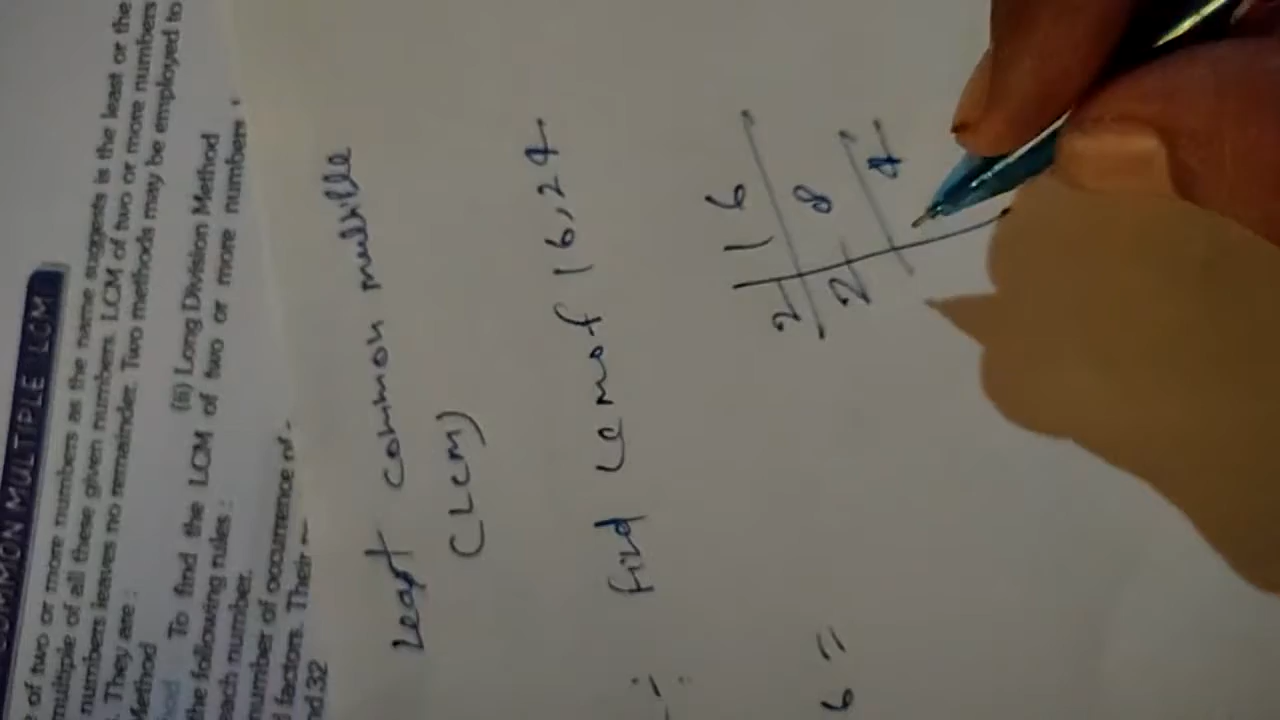 COMMON MULTIPLE LCM
of two or more numbers as the name suggests is the least or the
multiple of all these given numbers. LCM of two or more numbers
numbers leaves no remainder. Two methods may be employed to
They are :
Method (ii) Long Division Method
To find the LCM of two or more numbers
the following rules :
each number.
number of occurrence of
factors. Their
32
Least common multiple
(LCM)
find Lcm of 16,24
6 =
2 16
2 8
4